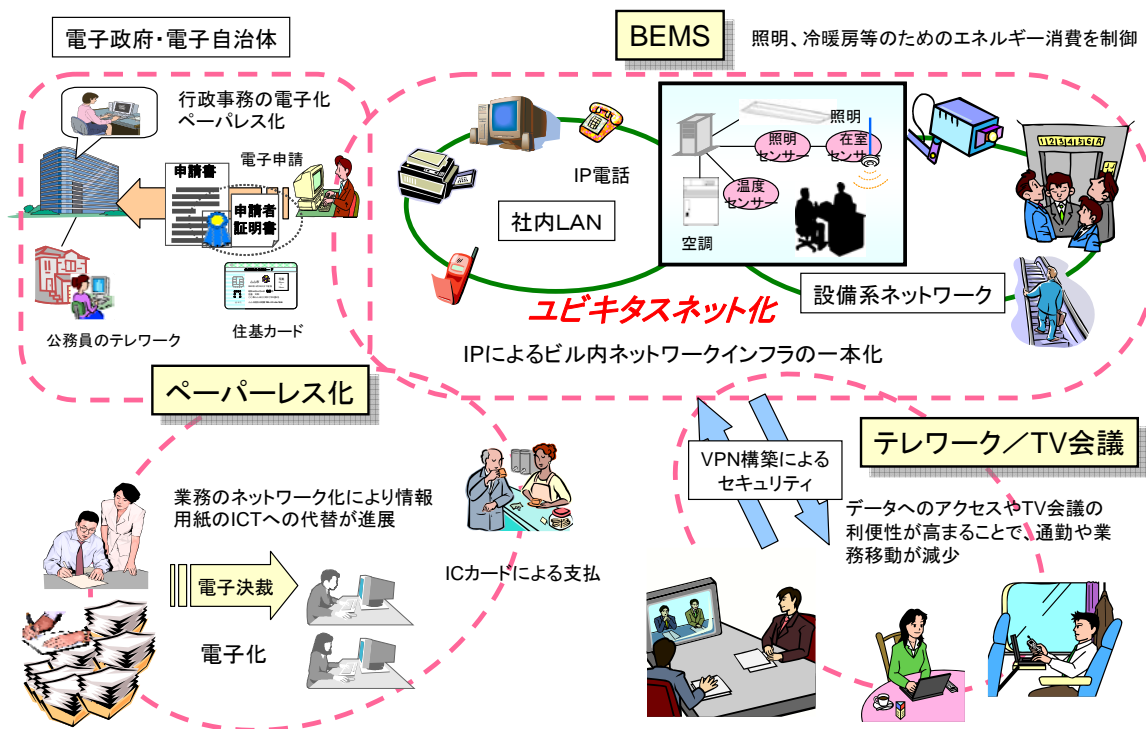 電子政府・電子自治体
行政事務の電子化
ペーパレス化
電子申請
申請書
申請者
証明書
公務員のテレワーク
住基カード
BEMS
照明、冷暖房等のためのエネルギー消費を制御
IP電話
社内LAN
照明
照明
センサー
在室
センサ
温度
センサー
空調
1 2 3 4 5 6 A
設備系ネットワーク
ユビキタスネット化
IPによるビル内ネットワークインフラの一本化
ペーパーレス化
業務のネットワーク化により情報
用紙のICTへの代替が進展
電子決裁
電子化
ICカードによる支払
VPN構築による
セキュリティ
テレワーク／TV会議
データへのアクセスやTV会議の
利便性が高まることで、通勤や業
務移動が減少